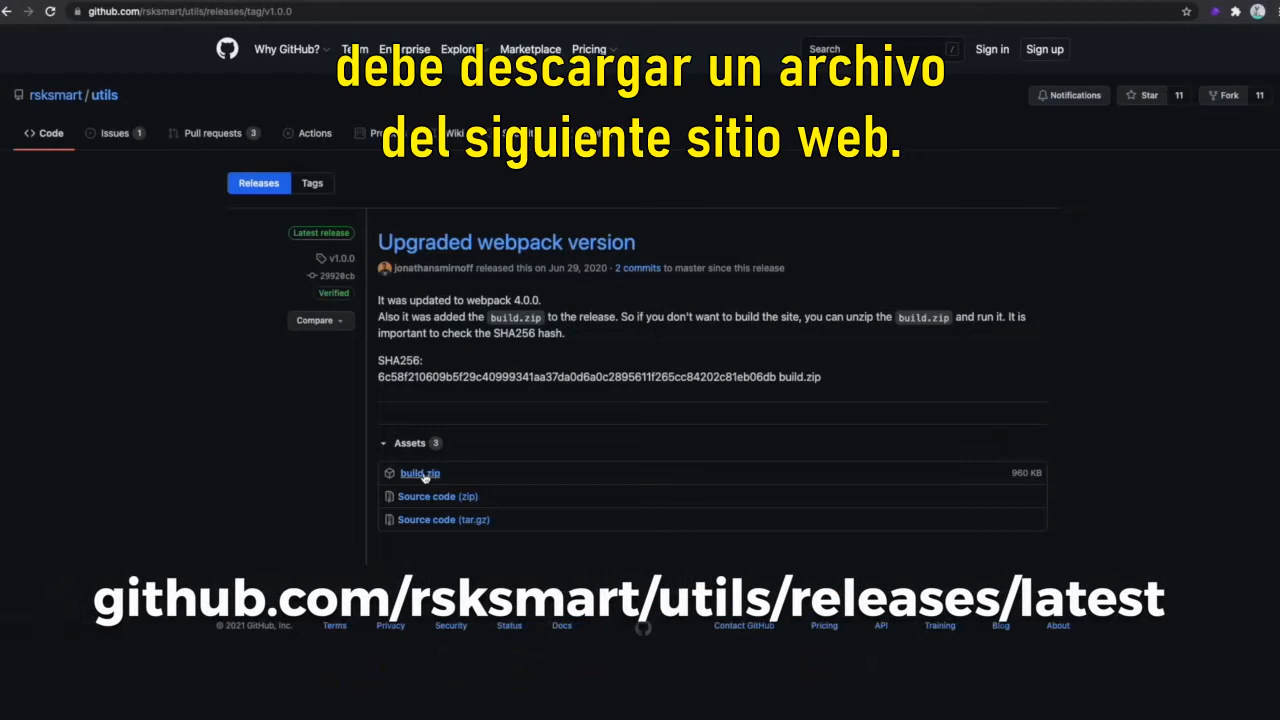 github.com/rsksmart/utils/releases/tag/v1.0.0
Why GitHub? Team Enterprise Explore Marketplace Pricing Search / Sign in Sign up
debe descargar un archivo
del siguiente sitio web.
rsksmart / utils
Notifications Star 11 Fork 11
Code Issues 1 Pull requests 3 Actions Wiki
Releases Tags
Latest release
v1.0.0
29920cb
Verified
Compare
Upgraded webpack version
jonathansmirnoff released this on Jun 29, 2020 · 2 commits to master since this release
It was updated to webpack 4.0.0.
Also it was added the build.zip to the release. So if you don't want to build the site, you can unzip the build.zip and run it. It is
important to check the SHA256 hash.
SHA256:
6c58f210609b5f29c40999341aa37da0d6a0c2895611f265cc84202c81eb06db build.zip
Assets 3
build.zip 960 KB
Source code (zip)
Source code (tar.gz)
github.com/rsksmart/utils/releases/latest
© 2021 GitHub, Inc. Terms Privacy Security Status Docs Contact GitHub Pricing API Training Blog About